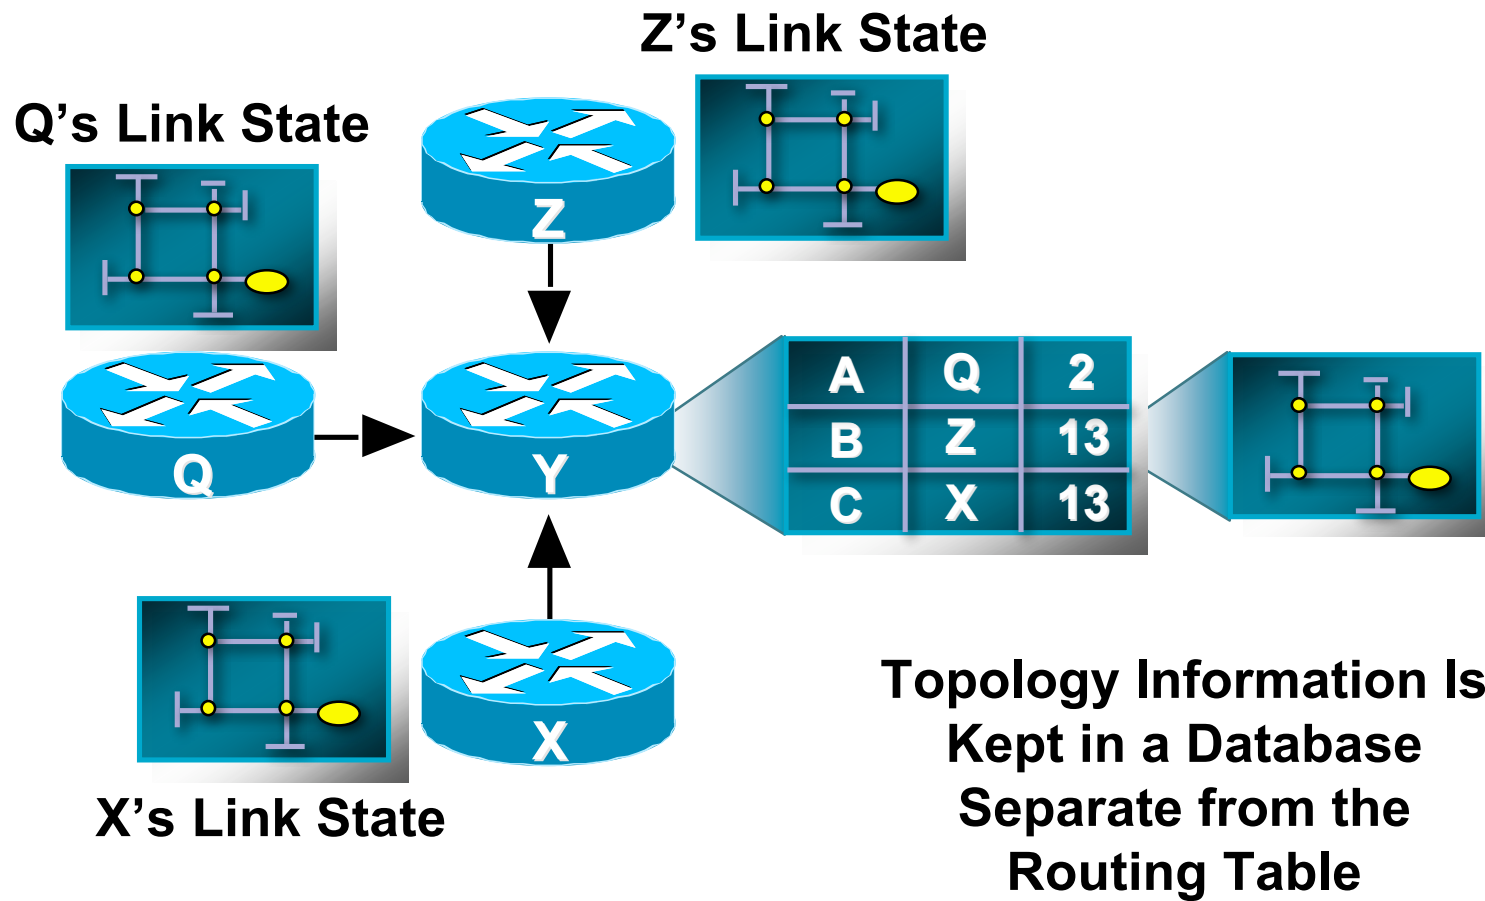 Z’s Link State
Q’s Link State
Z
Q
Y
A Q 2
B Z 13
C X 13
X
X’s Link State
Topology Information Is
Kept in a Database
Separate from the
Routing Table